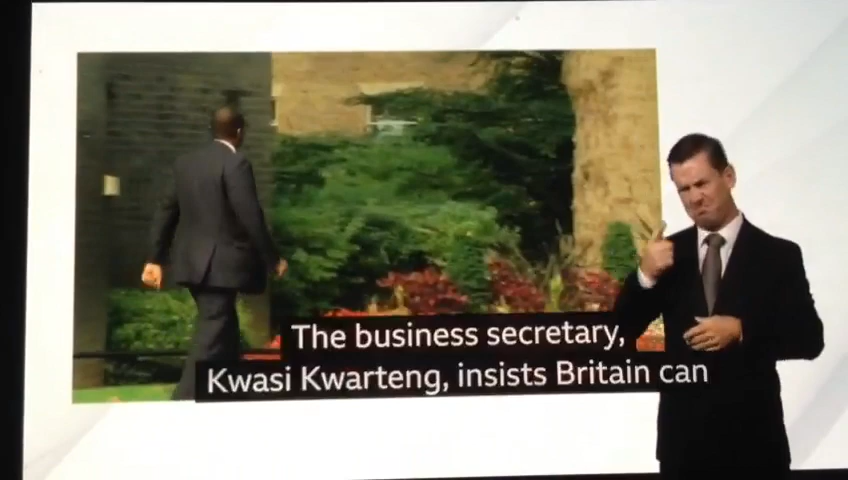 The business secretary,
Kwasi Kwarteng, insists Britain can